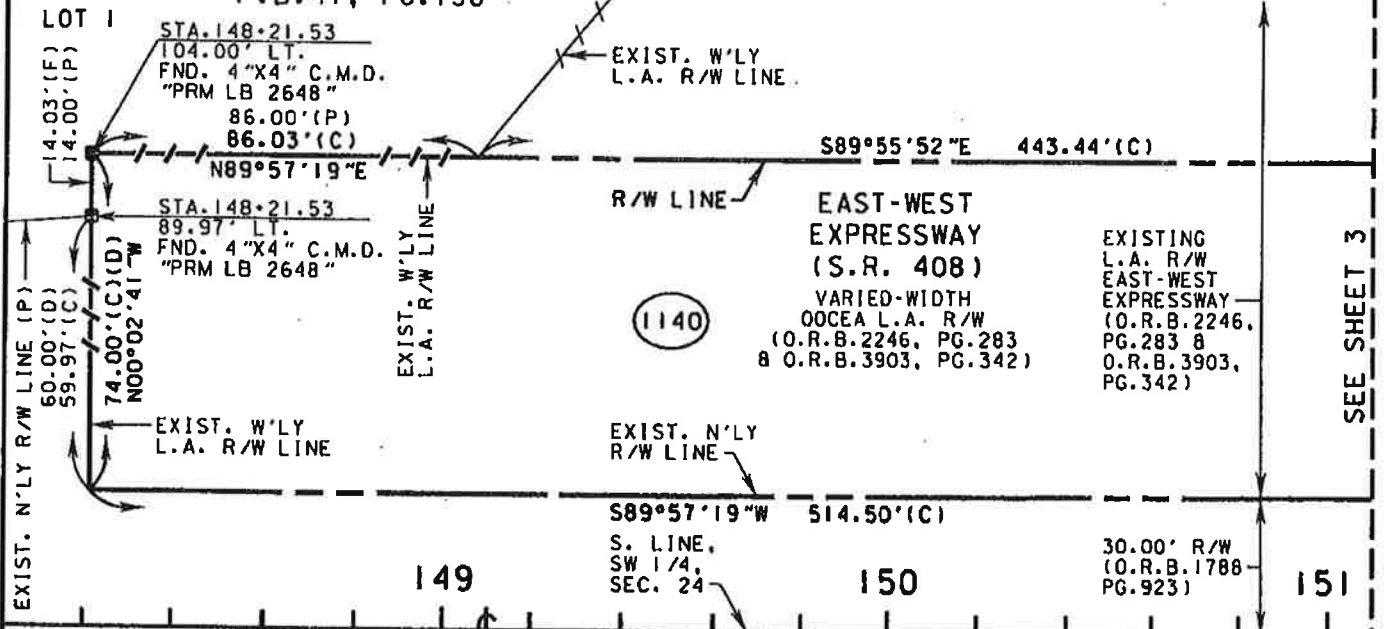 LOT 1
STA.148+21.53
104.00' LT.
FND. 4"X4" C.M.D.
"PRM LB 2648"
86.00'(P)
86.03'(C)
N89°57'19"E
14.03'(F)
14.00'(P)
EXIST. W'LY
L.A. R/W LINE
S89°55'52"E 443.44'(C)
R/W LINE
STA.148+21.53
89.97' LT.
FND. 4"X4" C.M.D.
"PRM LB 2648"
EXIST. W'LY
L.A. R/W LINE
EAST-WEST
EXPRESSWAY
(S.R. 408)
VARIED-WIDTH
OOCEA L.A. R/W
(O.R.B.2246, PG.283
& O.R.B.3903, PG.342)
1140
EXISTING
L.A. R/W
EAST-WEST
EXPRESSWAY
(O.R.B.2246,
PG.283 &
O.R.B.3903,
PG.342)
SEE SHEET 3
EXIST. N'LY R/W LINE (P)
60.00'(D)
59.97'(C)
74.00'(C)(D)
N00°02'41"W
EXIST. W'LY
L.A. R/W LINE
EXIST. N'LY
R/W LINE
S89°57'19"W 514.50'(C)
S. LINE,
SW 1/4,
SEC. 24
30.00' R/W
(O.R.B.1788
PG.923)
149 150 151